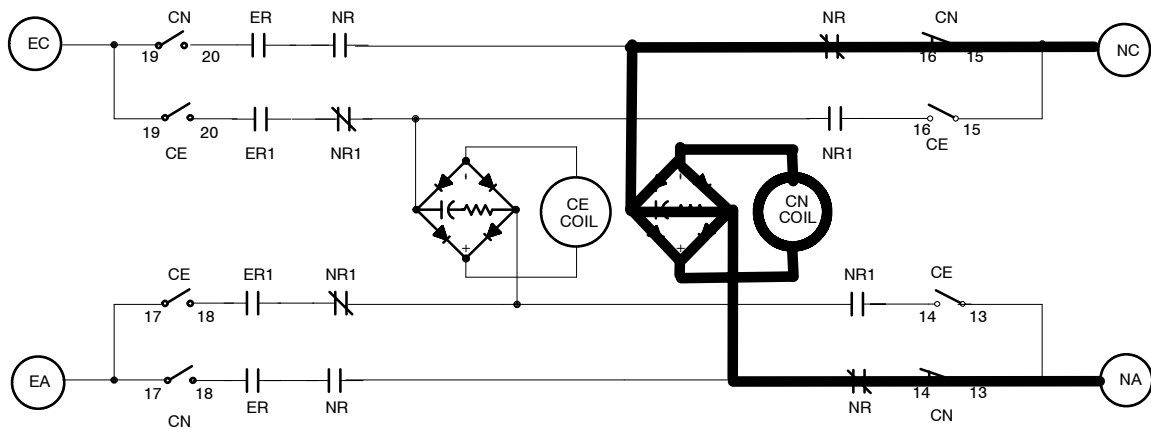 CN ER NR NR CN
EC NC
19 20 16 15
19 20 16 15
CE ER1 NR1 NR1 CE
-
CE
COIL
+
-
CN
COIL
+
CE ER1 NR1 NR1 CE
17 18 14 13
EA NA
17 18 14 13
CN ER NR NR CN